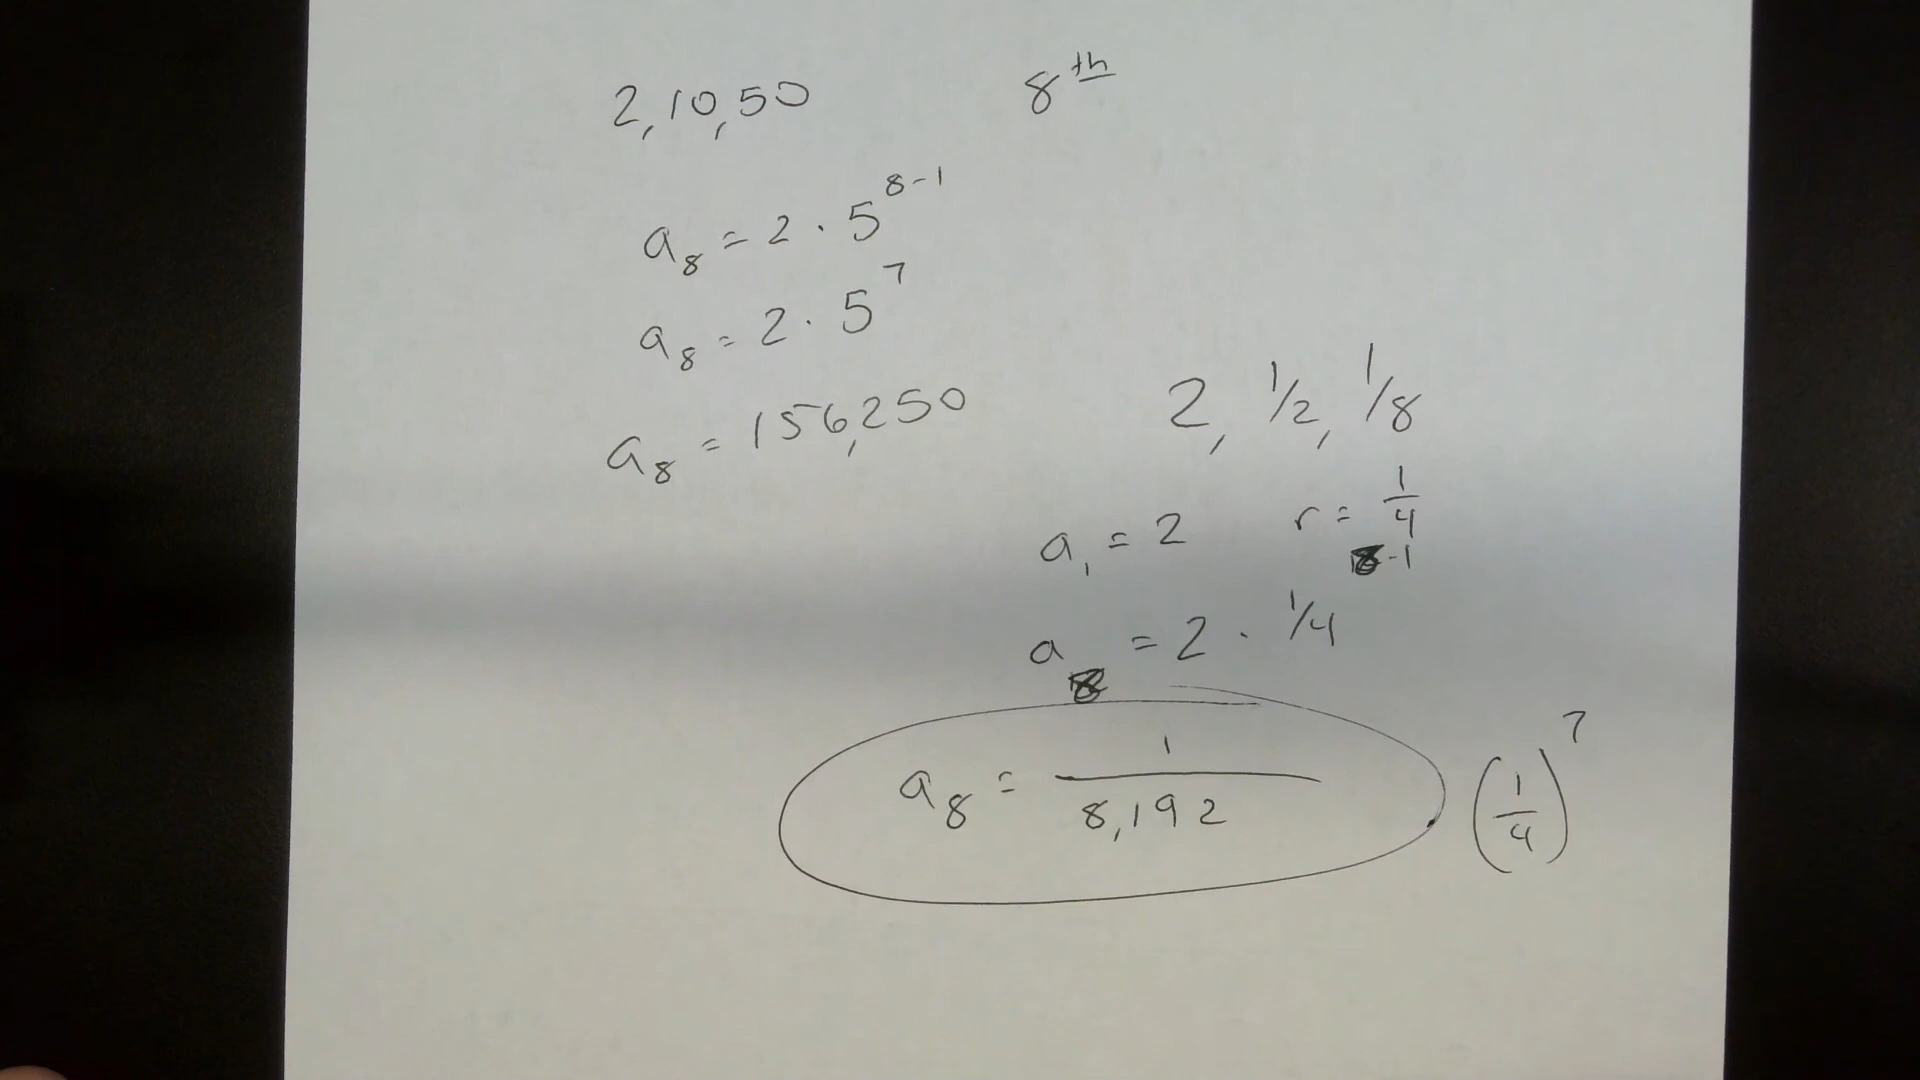 2, 10, 50
8th
a8 = 2 · 5^8-1
a8 = 2 · 5^7
a8 = 156,250
2, 1/2, 1/8
a1 = 2
r = 1/4
a8 = 2 · 1/4^8-1
a8 = 1/8,192
(1/4)^7